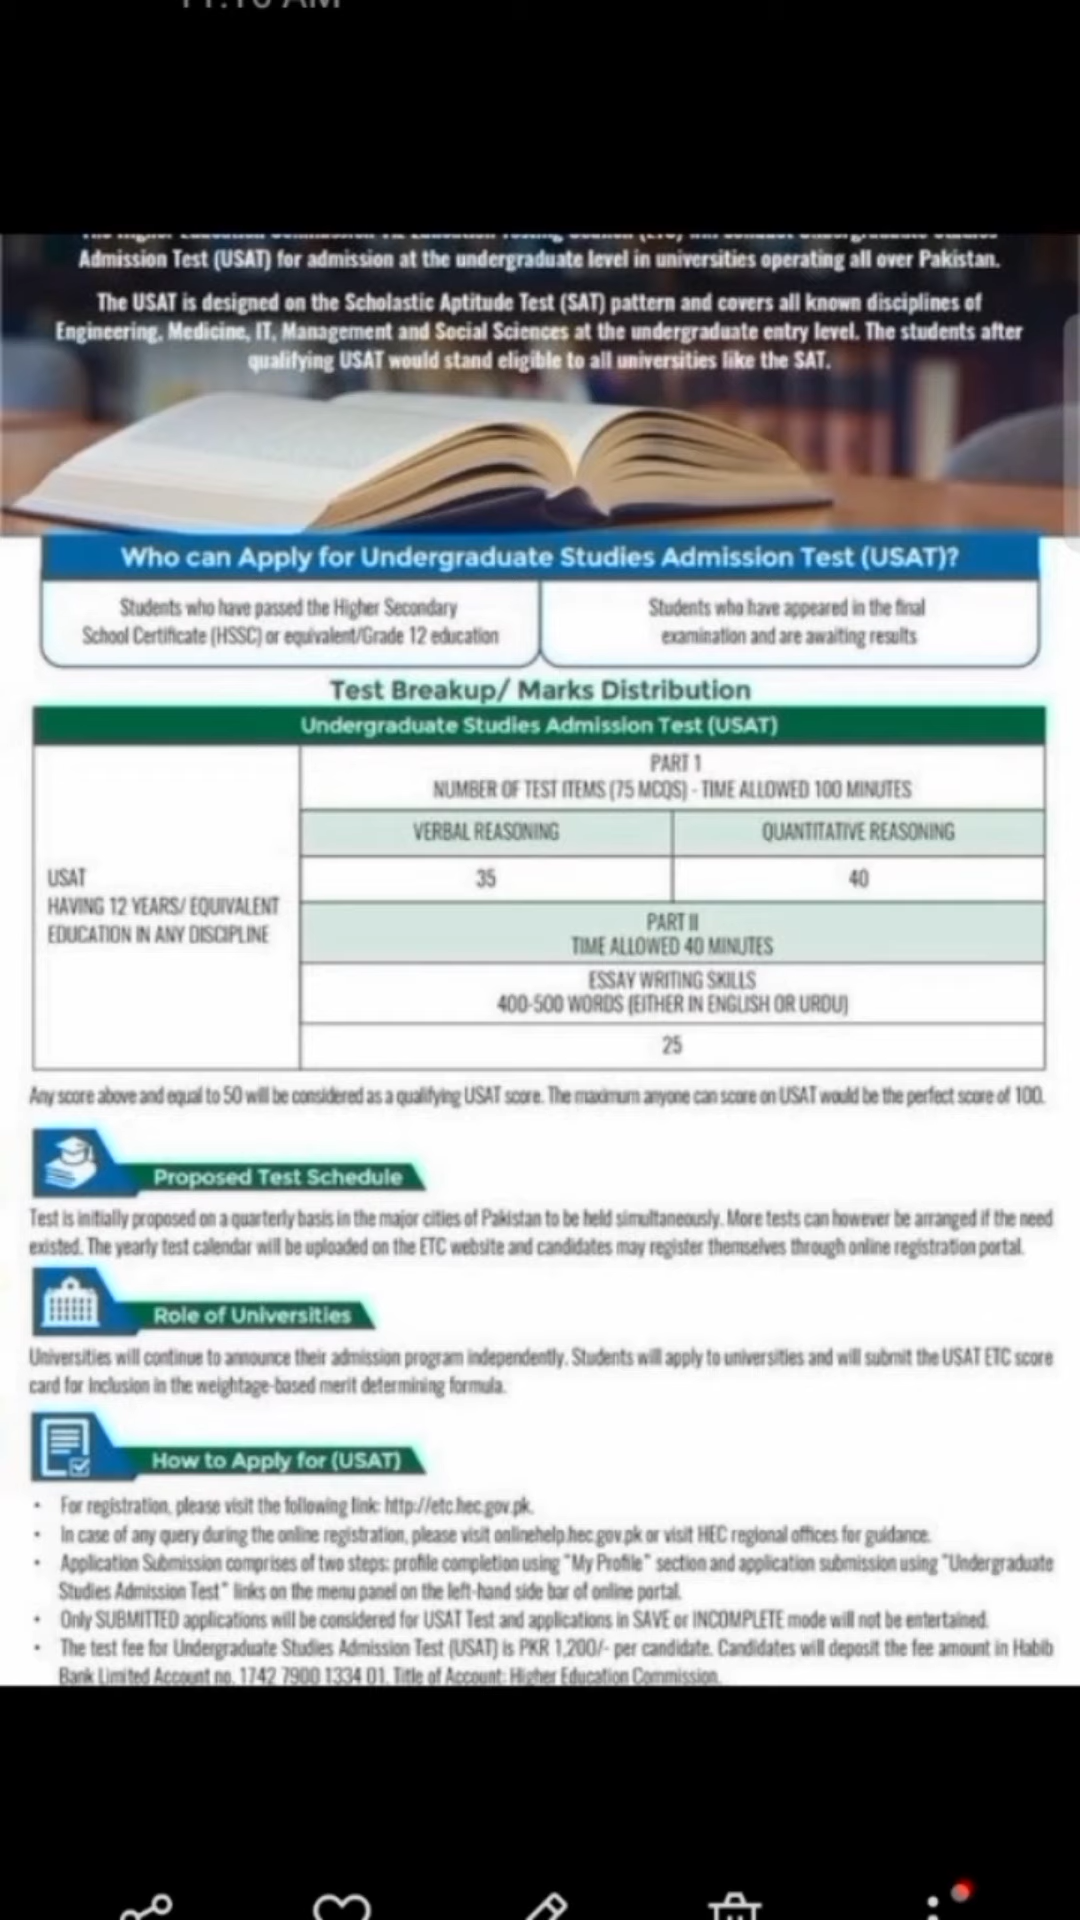 Admission Test (USAT) for admission at the undergraduate level in universities operating all over Pakistan.
The USAT is designed on the Scholastic Aptitude Test (SAT) pattern and covers all known disciplines of
Engineering, Medicine, IT, Management and Social Sciences at the undergraduate entry level. The students after
qualifying USAT would stand eligible to all universities like the SAT.
Who can Apply for Undergraduate Studies Admission Test (USAT)?
Students who have passed the Higher Secondary
School Certificate (HSSC) or equivalent/Grade 12 education
Students who have appeared in the final
examination and are awaiting results
Test Breakup/ Marks Distribution
Undergraduate Studies Admission Test (USAT)
PART 1
NUMBER OF TEST ITEMS (75 MCQS) - TIME ALLOWED 100 MINUTES
VERBAL REASONING
QUANTITATIVE REASONING
35
40
USAT
HAVING 12 YEARS/ EQUIVALENT
EDUCATION IN ANY DISCIPLINE
PART II
TIME ALLOWED 40 MINUTES
ESSAY WRITING SKILLS
400-500 WORDS (EITHER IN ENGLISH OR URDU)
25
Any score above and equal to 50 will be considered as a qualifying USAT score. The maximum anyone can score on USAT would be the perfect score of 100.
Proposed Test Schedule
Test is initially proposed on a quarterly basis in the major cities of Pakistan to be held simultaneously. More tests can however be arranged if the need
existed. The yearly test calendar will be uploaded on the ETC website and candidates may register themselves through online registration portal.
Role of Universities
Universities will continue to announce their admission program independently. Students will apply to universities and will submit the USAT ETC score
card for Inclusion in the weightage-based merit determining formula.
How to Apply for (USAT)
• For registration, please visit the following link: http://etc.hec.gov.pk.
• In case of any query during the online registration, please visit onlinehelp.hec.gov.pk or visit HEC regional offices for guidance.
• Application Submission comprises of two steps: profile completion using "My Profile" section and application submission using "Undergraduate
Studies Admission Test" links on the menu panel on the left-hand side bar of online portal.
• Only SUBMITTED applications will be considered for USAT Test and applications in SAVE or INCOMPLETE mode will not be entertained.
• The test fee for Undergraduate Studies Admission Test (USAT) is PKR 1,200/- per candidate. Candidates will deposit the fee amount in Habib
Bank Limited Account no. 1742 7900 1334 01. Title of Account: Higher Education Commission.